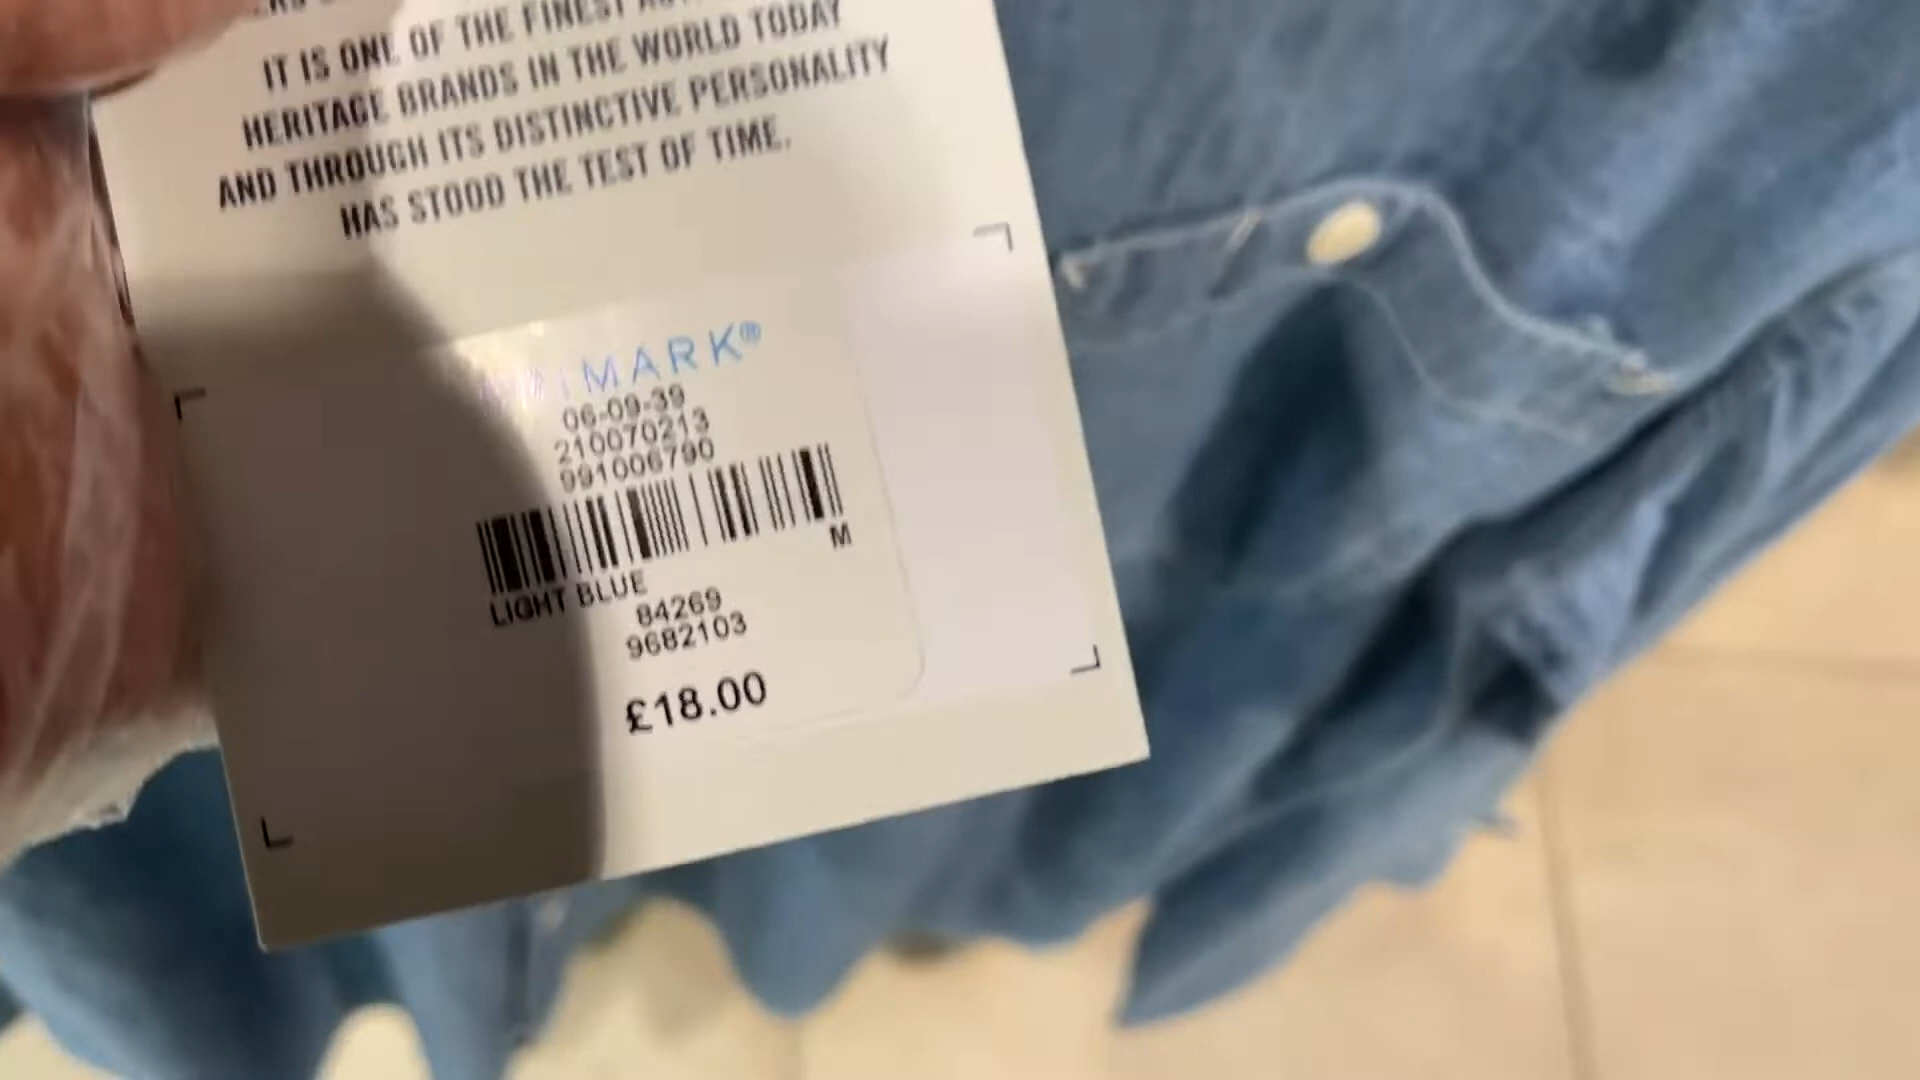 IT IS ONE OF THE FINEST
HERITAGE BRANDS IN THE WORLD TODAY
AND THROUGH ITS DISTINCTIVE PERSONALITY
HAS STOOD THE TEST OF TIME.
PRIMARK®
06-09-39
210070213
991006790
M
LIGHT BLUE
84269
9682103
£18.00